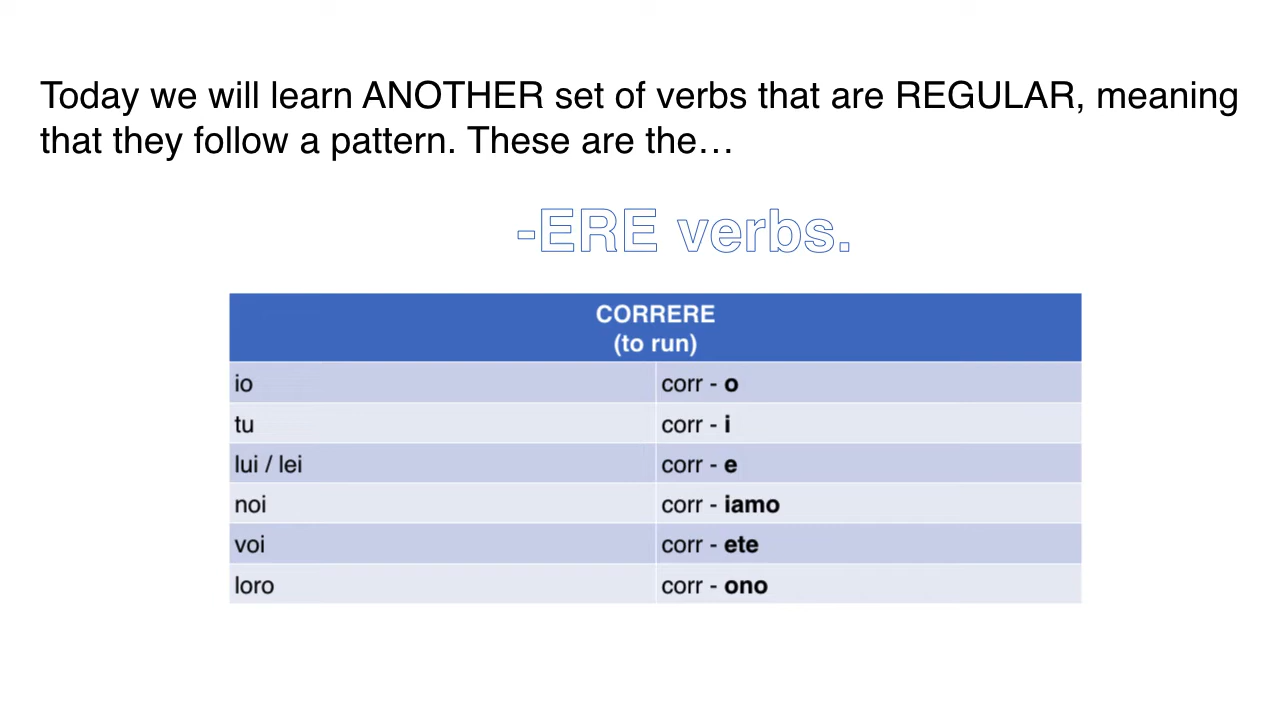 Today we will learn ANOTHER set of verbs that are REGULAR, meaning
that they follow a pattern. These are the…
-ERE verbs.
CORRERE
(to run)
io corr - o
tu corr - i
lui / lei corr - e
noi corr - iamo
voi corr - ete
loro corr - ono